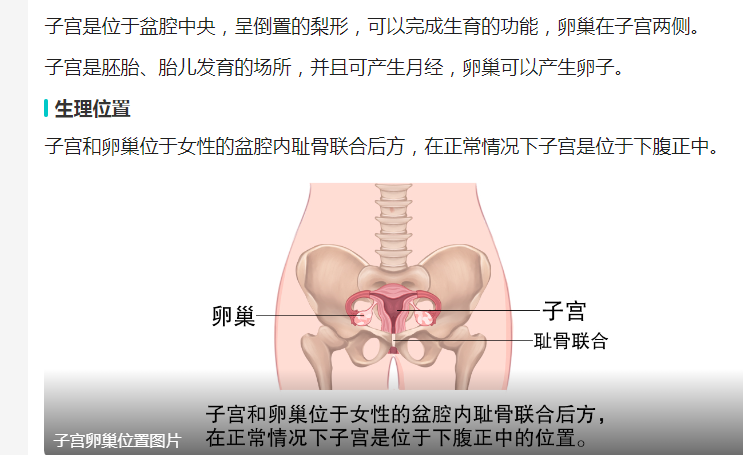 子宫是位于盆腔中央，呈倒置的梨形，可以完成生育的功能，卵巢在子宫两侧。
子宫是胚胎、胎儿发育的场所，并且可产生月经，卵巢可以产生卵子。
生理位置
子宫和卵巢位于女性的盆腔内耻骨联合后方，在正常情况下子宫是位于下腹正中。
卵巢
子宫
耻骨联合
子宫和卵巢位于女性的盆腔内耻骨联合后方，
在正常情况下子宫是位于下腹正中的位置。
子宫卵巢位置图片